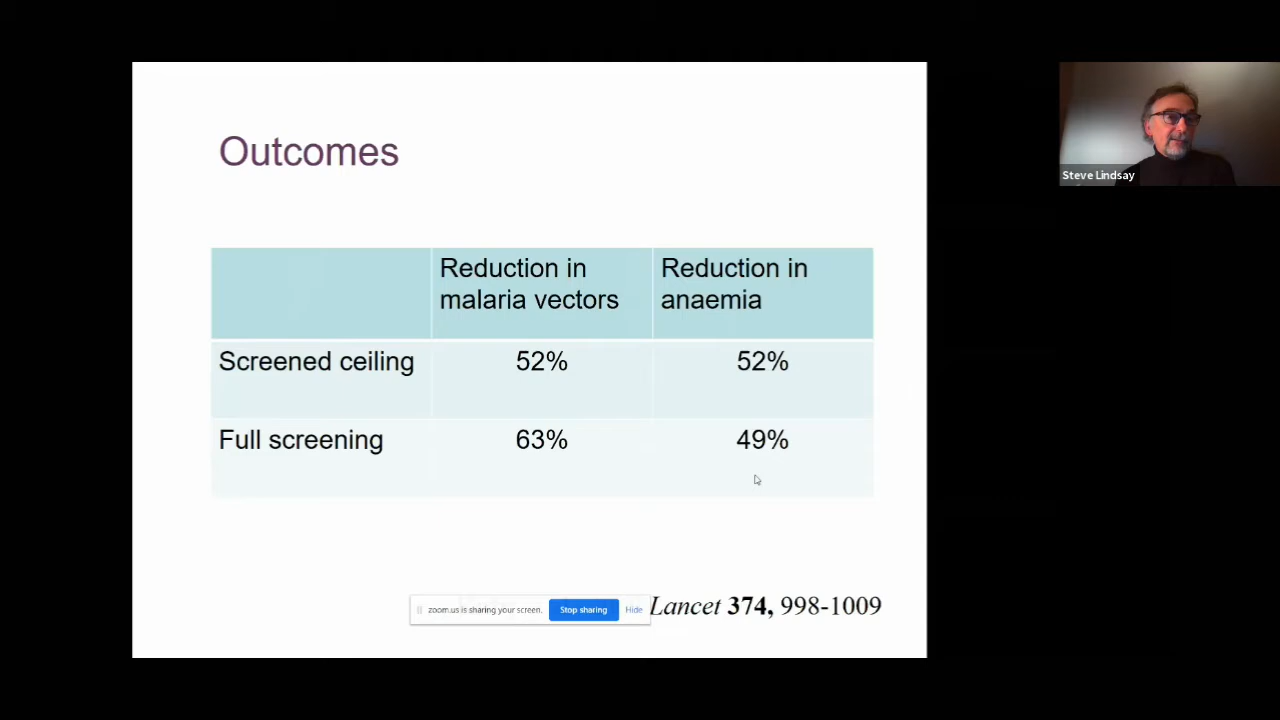 Outcomes
Steve Lindsay
Reduction in
malaria vectors
Reduction in
anaemia
Screened ceiling
52%
52%
Full screening
63%
49%
zoom.us is sharing your screen.
Stop sharing
Hide
Lancet 374, 998-1009